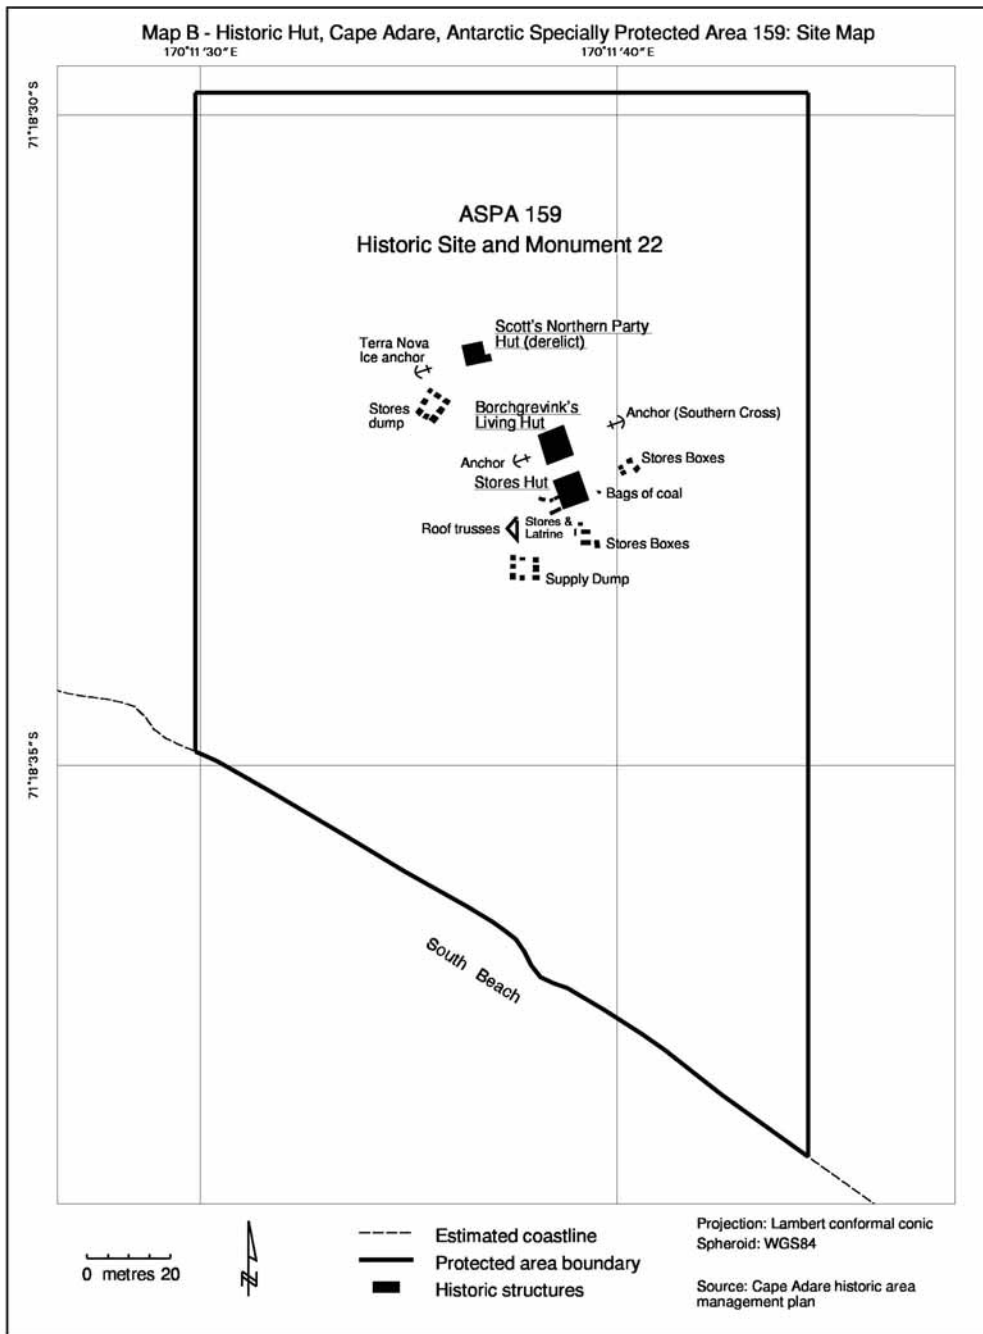 Map B - Historic Hut, Cape Adare, Antarctic Specially Protected Area 159: Site Map
170°11'30"E
170°11'40"E
71°18'30"S
ASPA 159
Historic Site and Monument 22
Scott's Northern Party
Hut (derelict)
Terra Nova
Ice anchor
Stores
dump
Borchgrevink's
Living Hut
Anchor (Southern Cross)
Anchor
Stores Boxes
Stores Hut
Bags of coal
Roof trusses
Stores &
Latrine
Stores Boxes
Supply Dump
71°18'35"S
South Beach
0 metres 20
N
Estimated coastline
Protected area boundary
Historic structures
Projection: Lambert conformal conic
Spheroid: WGS84
Source: Cape Adare historic area
management plan